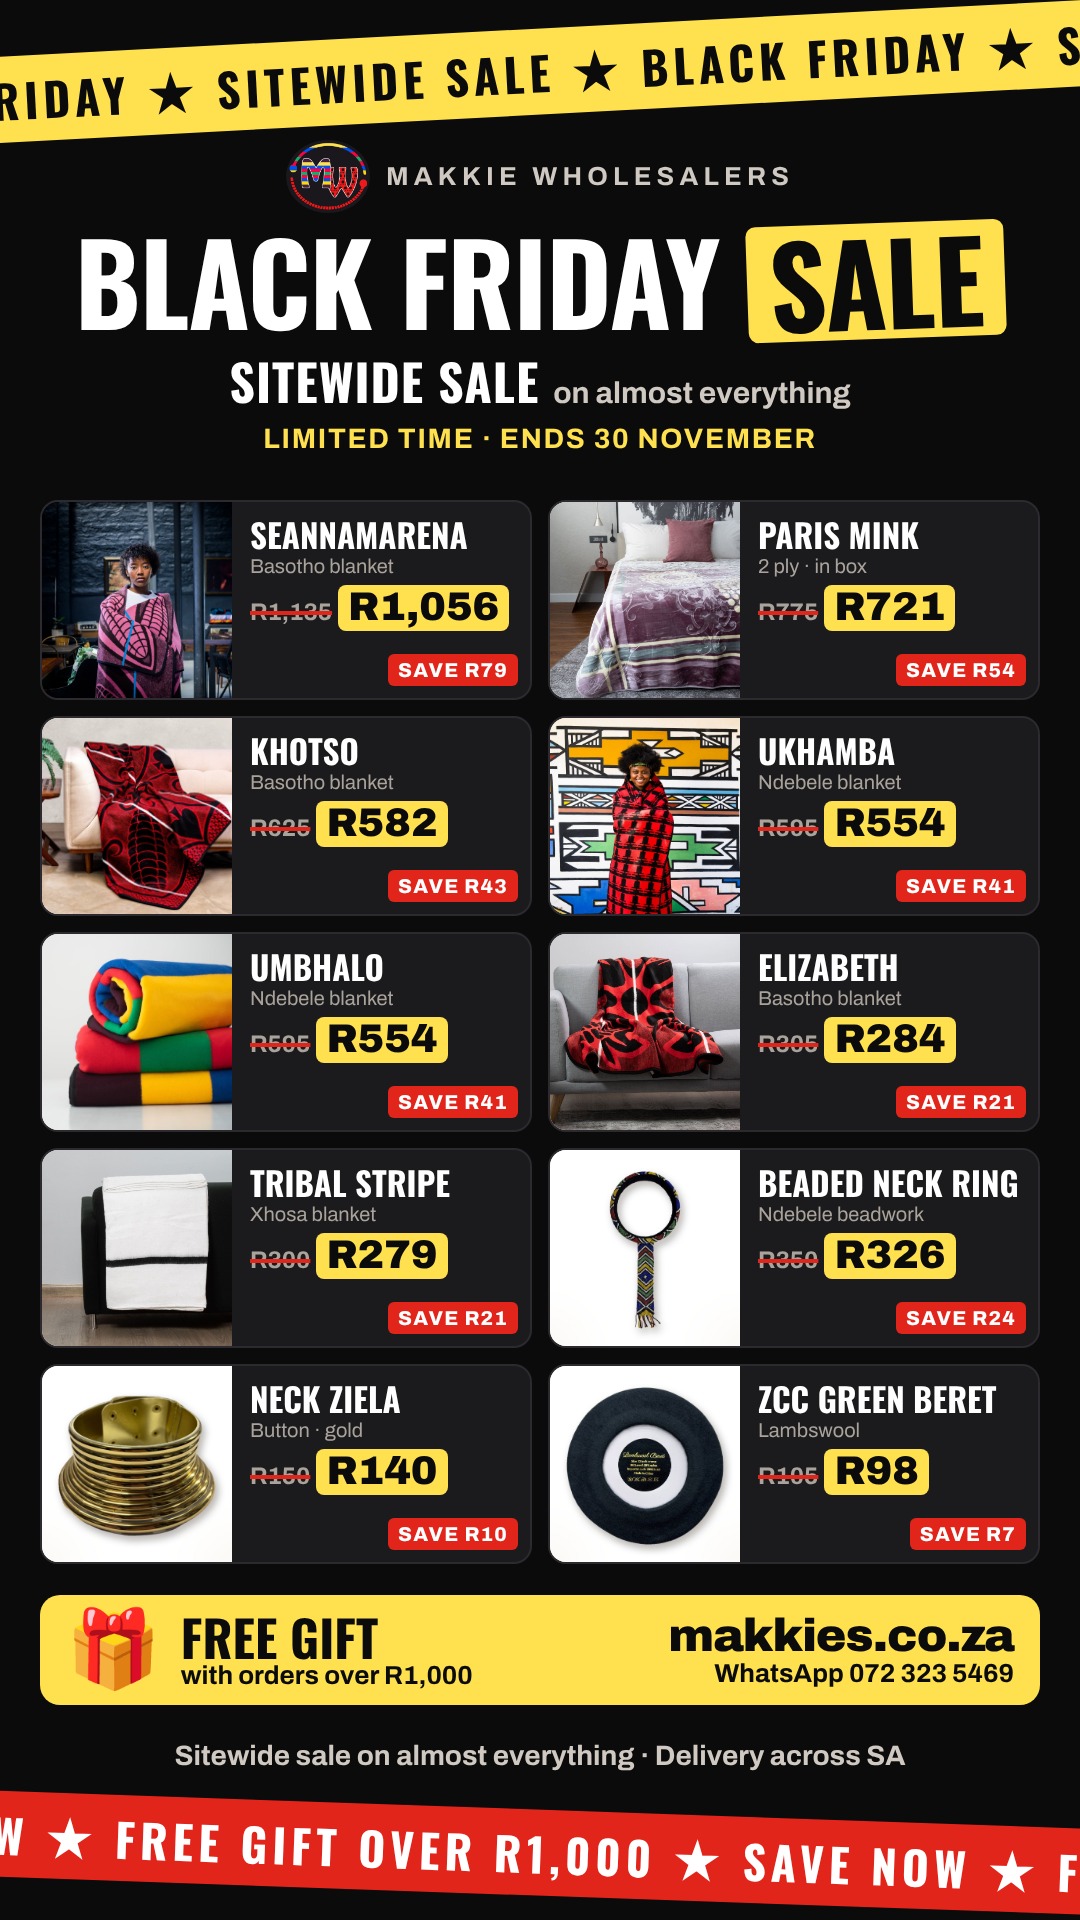 RIDAY ★ SITEWIDE SALE ★ BLACK FRIDAY ★ S
MW MAKKIE WHOLESALERS
BLACK FRIDAY SALE
SITEWIDE SALE on almost everything
LIMITED TIME · ENDS 30 NOVEMBER
SEANNAMARENA
Basotho blanket
R1,135 R1,056
SAVE R79
PARIS MINK
2 ply · in box
R775 R721
SAVE R54
KHOTSO
Basotho blanket
R625 R582
SAVE R43
UKHAMBA
Ndebele blanket
R595 R554
SAVE R41
UMBHALO
Ndebele blanket
R595 R554
SAVE R41
ELIZABETH
Basotho blanket
R305 R284
SAVE R21
TRIBAL STRIPE
Xhosa blanket
R300 R279
SAVE R21
BEADED NECK RING
Ndebele beadwork
R350 R326
SAVE R24
NECK ZIELA
Button · gold
R150 R140
SAVE R10
ZCC GREEN BERET
Lambswool
R105 R98
SAVE R7
FREE GIFT
with orders over R1,000
makkies.co.za
WhatsApp 072 323 5469
Sitewide sale on almost everything · Delivery across SA
W ★ FREE GIFT OVER R1,000 ★ SAVE NOW ★ F